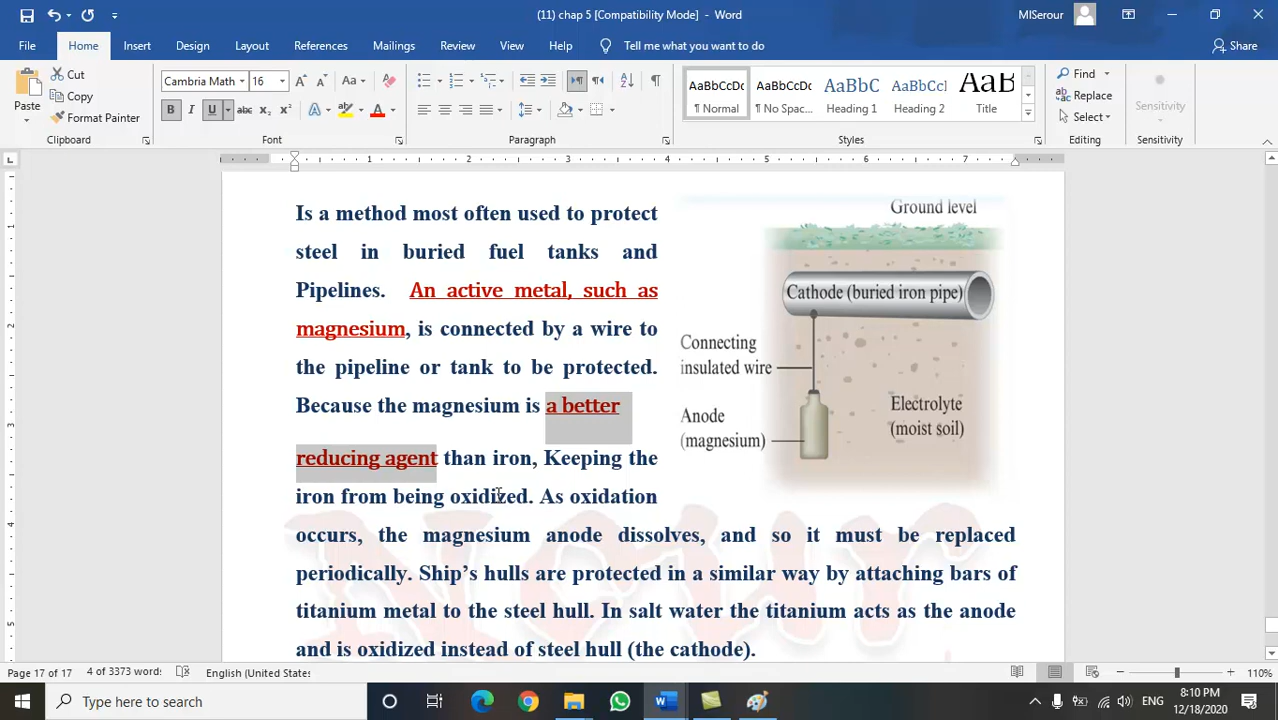 (11) chap 5 [Compatibility Mode] - Word
MISerour
File Home Insert Design Layout References Mailings Review View Help Tell me what you want to do Share
Cut
Copy
Format Painter
Paste
Cambria Math 16
Find
Replace
Select
Sensitivity
AaBbCcDc AaBbCcDc AaBbC AaBbCcI AaB
¶ Normal ¶ No Spac... Heading 1 Heading 2 Title
Clipboard Font Paragraph Styles Editing Sensitivity
1 2 3 4 5 6 7
Is a method most often used to protect
steel in buried fuel tanks and
Pipelines. An active metal, such as
magnesium, is connected by a wire to
the pipeline or tank to be protected.
Because the magnesium is a better
reducing agent than iron, Keeping the
iron from being oxidized. As oxidation
occurs, the magnesium anode dissolves, and so it must be replaced
periodically. Ship's hulls are protected in a similar way by attaching bars of
titanium metal to the steel hull. In salt water the titanium acts as the anode
and is oxidized instead of steel hull (the cathode).
Ground level
Cathode (buried iron pipe)
Connecting
insulated wire
Anode
(magnesium)
Electrolyte
(moist soil)
Page 17 of 17 4 of 3373 words English (United States) 110%
Type here to search
ENG
8:10 PM
12/18/2020